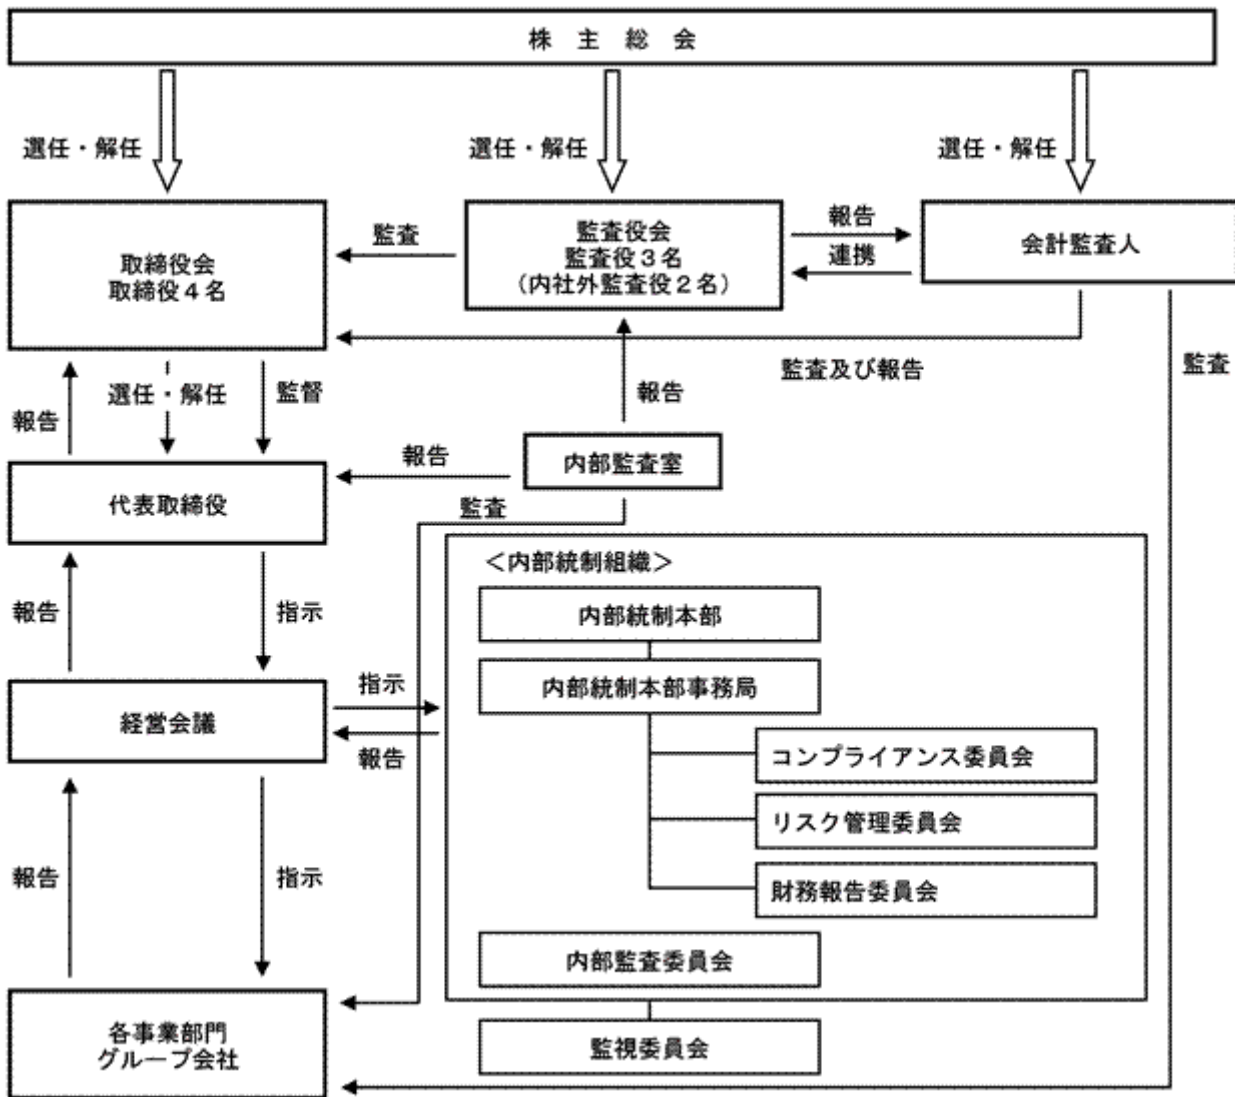 株 主 総 会
選任・解任
選任・解任
選任・解任
取締役会
取締役４名
監査
監査役会
監査役３名
（内社外監査役２名）
報告
連携
会計監査人
監査及び報告
監査
報告
選任・解任
監督
報告
内部監査室
報告
代表取締役
監査
＜内部統制組織＞
内部統制本部
報告
指示
内部統制本部事務局
経営会議
指示
報告
コンプライアンス委員会
リスク管理委員会
財務報告委員会
報告
指示
内部監査委員会
各事業部門
グループ会社
監視委員会